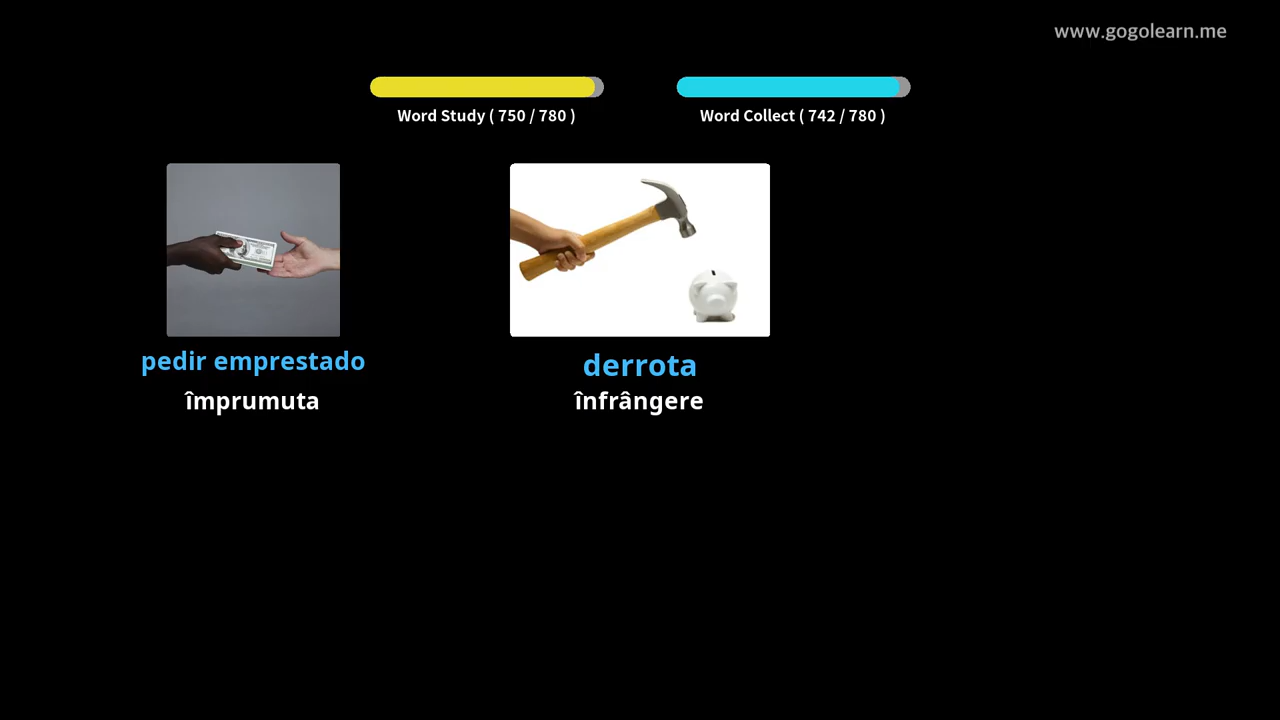 www.gogolearn.me
Word Study ( 750 / 780 )
Word Collect ( 742 / 780 )
pedir emprestado
derrota
împrumuta
înfrângere